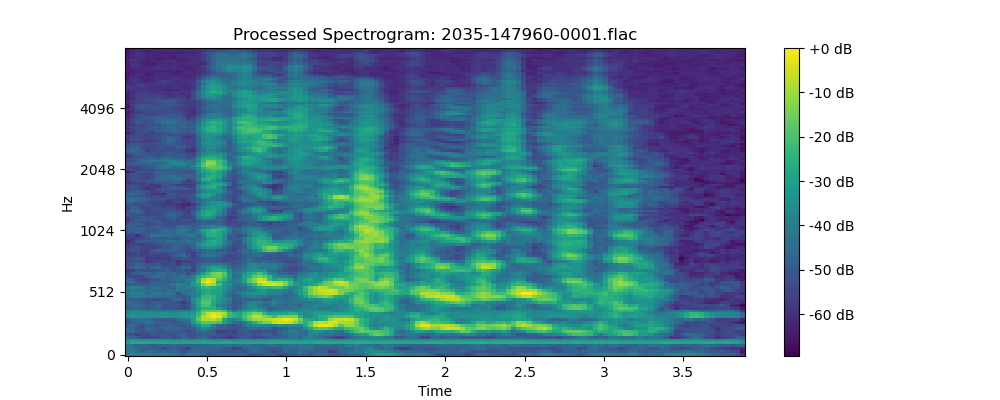 Processed Spectrogram: 2035-147960-0001.flac
Hz
4096
2048
1024
512
0
0
0.5
1
1.5
2
2.5
3
3.5
Time
+0 dB
-10 dB
-20 dB
-30 dB
-40 dB
-50 dB
-60 dB